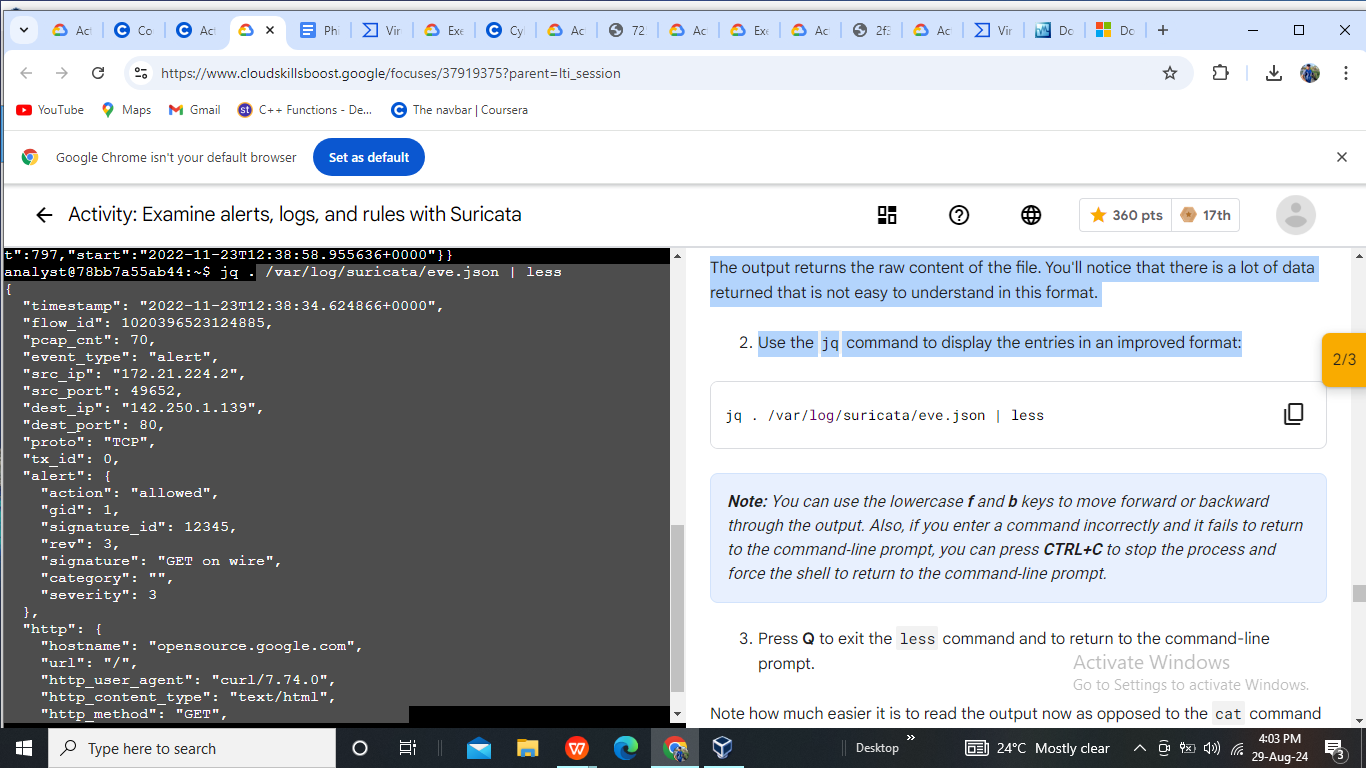 Act
Co
Act
Ph
Vir
Exe
Cy
Ac
72
Ac
Exe
Ac
2f:
Ac
Vir
Do
Do
https://www.cloudskillsboost.google/focuses/37919375?parent=lti_session
YouTube
Maps
Gmail
C++ Functions - De...
The navbar | Coursera
Google Chrome isn't your default browser
Set as default
Activity: Examine alerts, logs, and rules with Suricata
360 pts
17th
t":797,"start":"2022-11-23T12:38:58.955636+0000"}}
analyst@78bb7a55ab44:~$ jq . /var/log/suricata/eve.json | less
{
"timestamp": "2022-11-23T12:38:34.624866+0000",
"flow_id": 1020396523124885,
"pcap_cnt": 70,
"event_type": "alert",
"src_ip": "172.21.224.2",
"src_port": 49652,
"dest_ip": "142.250.1.139",
"dest_port": 80,
"proto": "TCP",
"tx_id": 0,
"alert": {
"action": "allowed",
"gid": 1,
"signature_id": 12345,
"rev": 3,
"signature": "GET on wire",
"category": "",
"severity": 3
},
"http": {
"hostname": "opensource.google.com",
"url": "/",
"http_user_agent": "curl/7.74.0",
"http_content_type": "text/html",
"http_method": "GET",
The output returns the raw content of the file. You'll notice that there is a lot of data
returned that is not easy to understand in this format.
2. Use the jq command to display the entries in an improved format:
2/3
jq . /var/log/suricata/eve.json | less
Note: You can use the lowercase f and b keys to move forward or backward
through the output. Also, if you enter a command incorrectly and it fails to return
to the command-line prompt, you can press CTRL+C to stop the process and
force the shell to return to the command-line prompt.
3. Press Q to exit the less command and to return to the command-line
prompt.
Activate Windows
Go to Settings to activate Windows.
Note how much easier it is to read the output now as opposed to the cat command
Type here to search
Desktop
24°C Mostly clear
4:03 PM
29-Aug-24
3